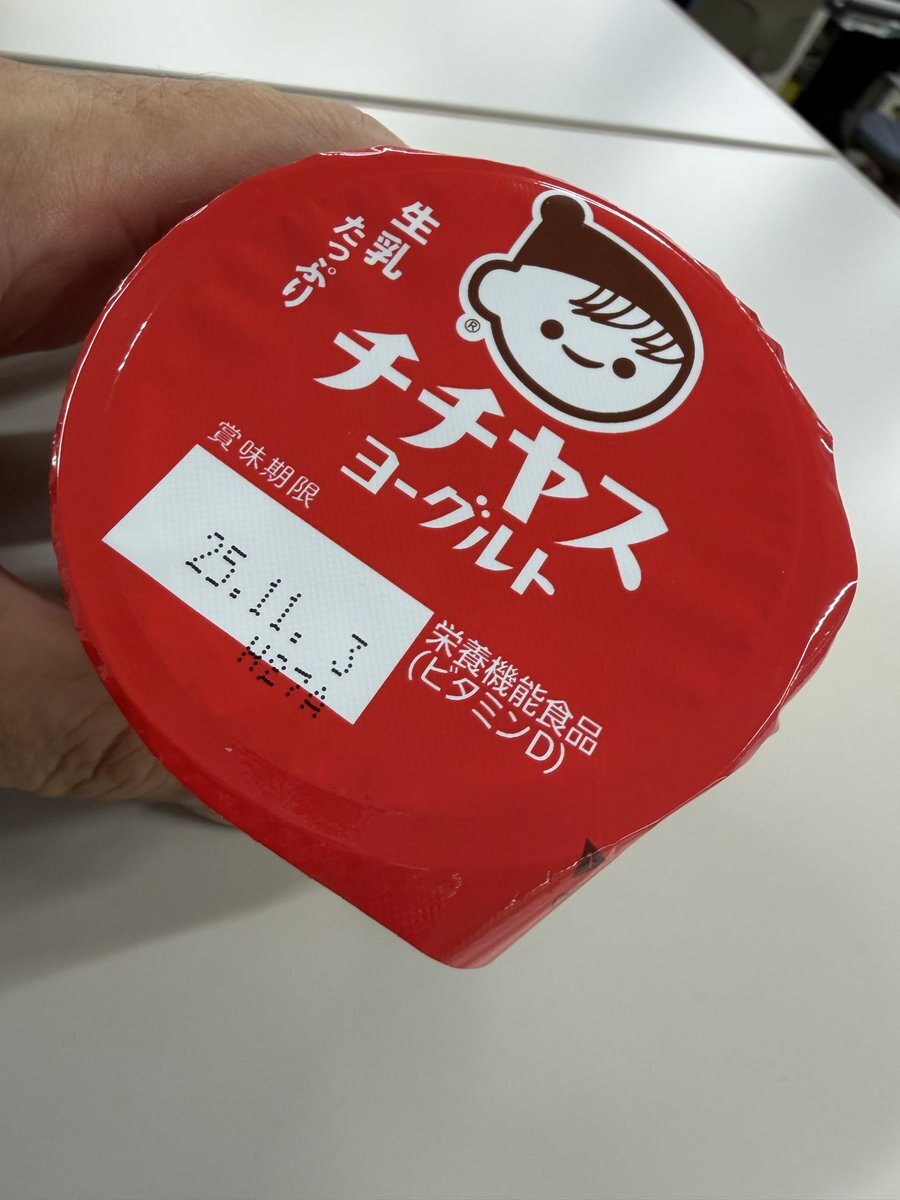 生乳
たっぷり
®
チチヤス
ヨーグルト
賞味期限
25.11. 3
M27A
栄養機能食品
(ビタミンD)